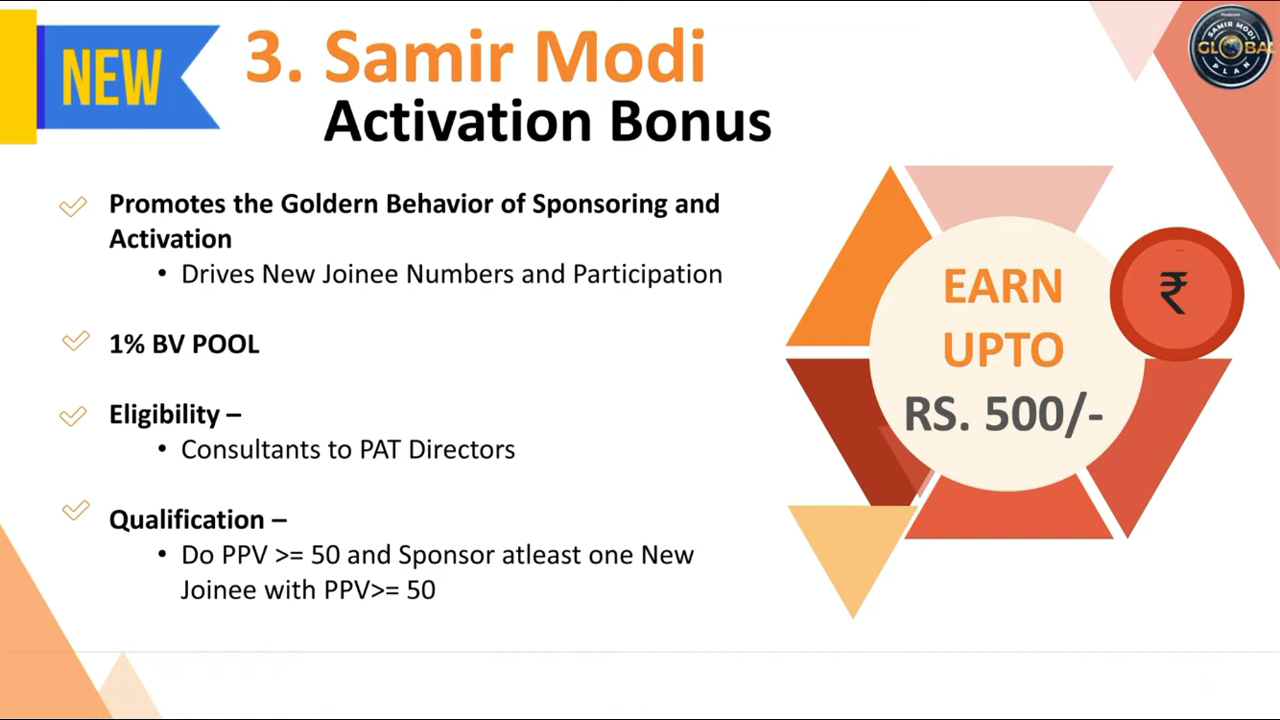 NEW
3. Samir Modi
Activation Bonus
Promotes the Goldern Behavior of Sponsoring and
Activation
• Drives New Joinee Numbers and Participation
1% BV POOL
Eligibility –
• Consultants to PAT Directors
Qualification –
• Do PPV >= 50 and Sponsor atleast one New
Joinee with PPV>= 50
EARN
UPTO
RS. 500/-
₹
SAMIR MODI
GLOBAL
PLAN